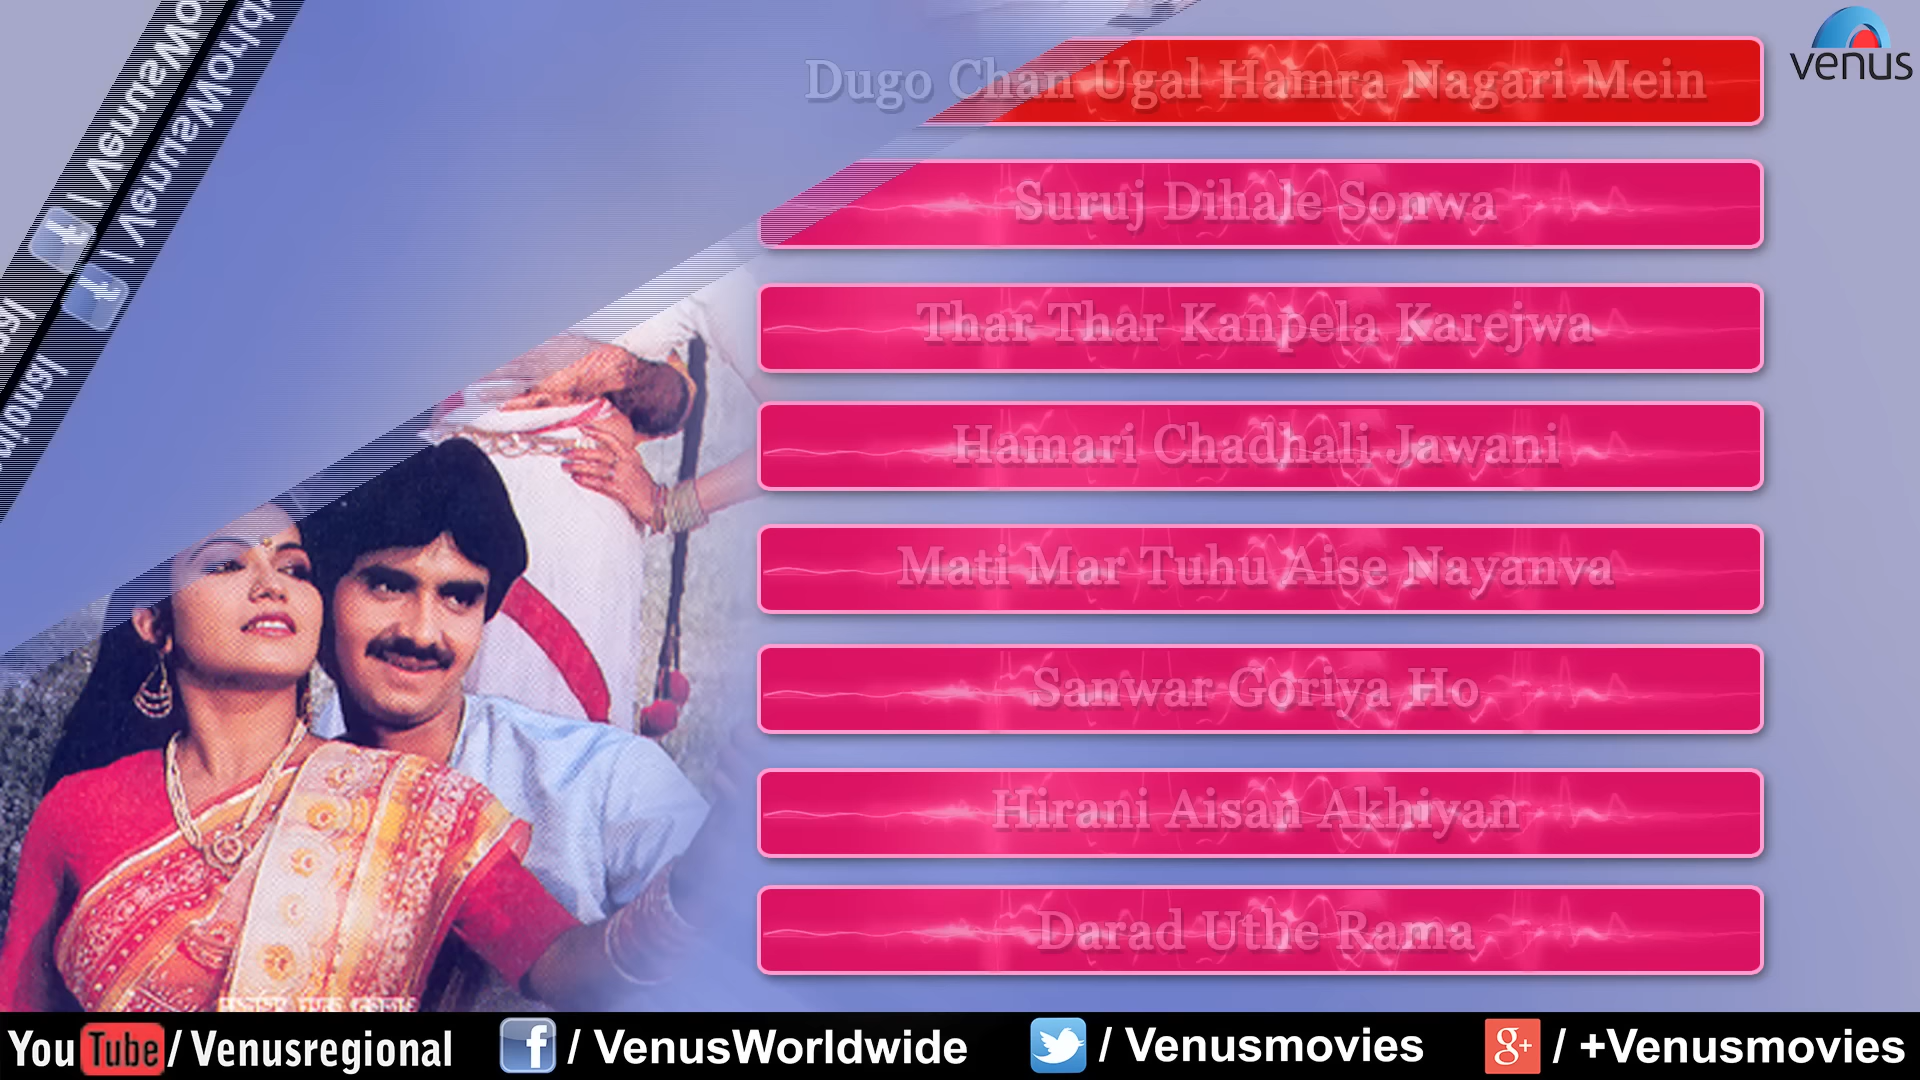 venus
Dugo Chan Ugal Hamra Nagari Mein
Suruj Dihale Sonwa
Thar Thar Kanpela Karejwa
Hamari Chadhali Jawani
Mati Mar Tuhu Aise Nayanva
Sanwar Goriya Ho
Hirani Aisan Akhiyan
Darad Uthe Rama
You Tube / Venusregional
f / VenusWorldwide
/ Venusmovies
g+ / +Venusmovies